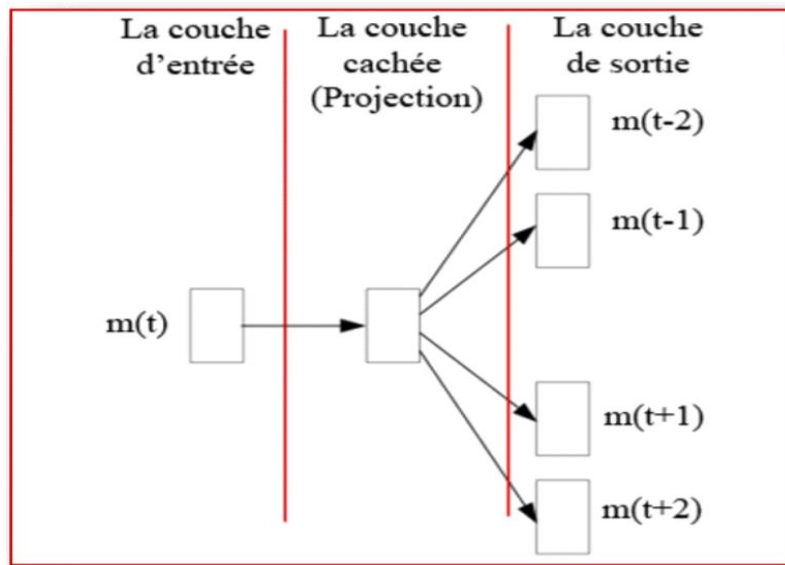 La couche
d'entrée
La couche
cachée
(Projection)
La couche
de sortie
m(t-2)
m(t-1)
m(t)
m(t+1)
m(t+2)